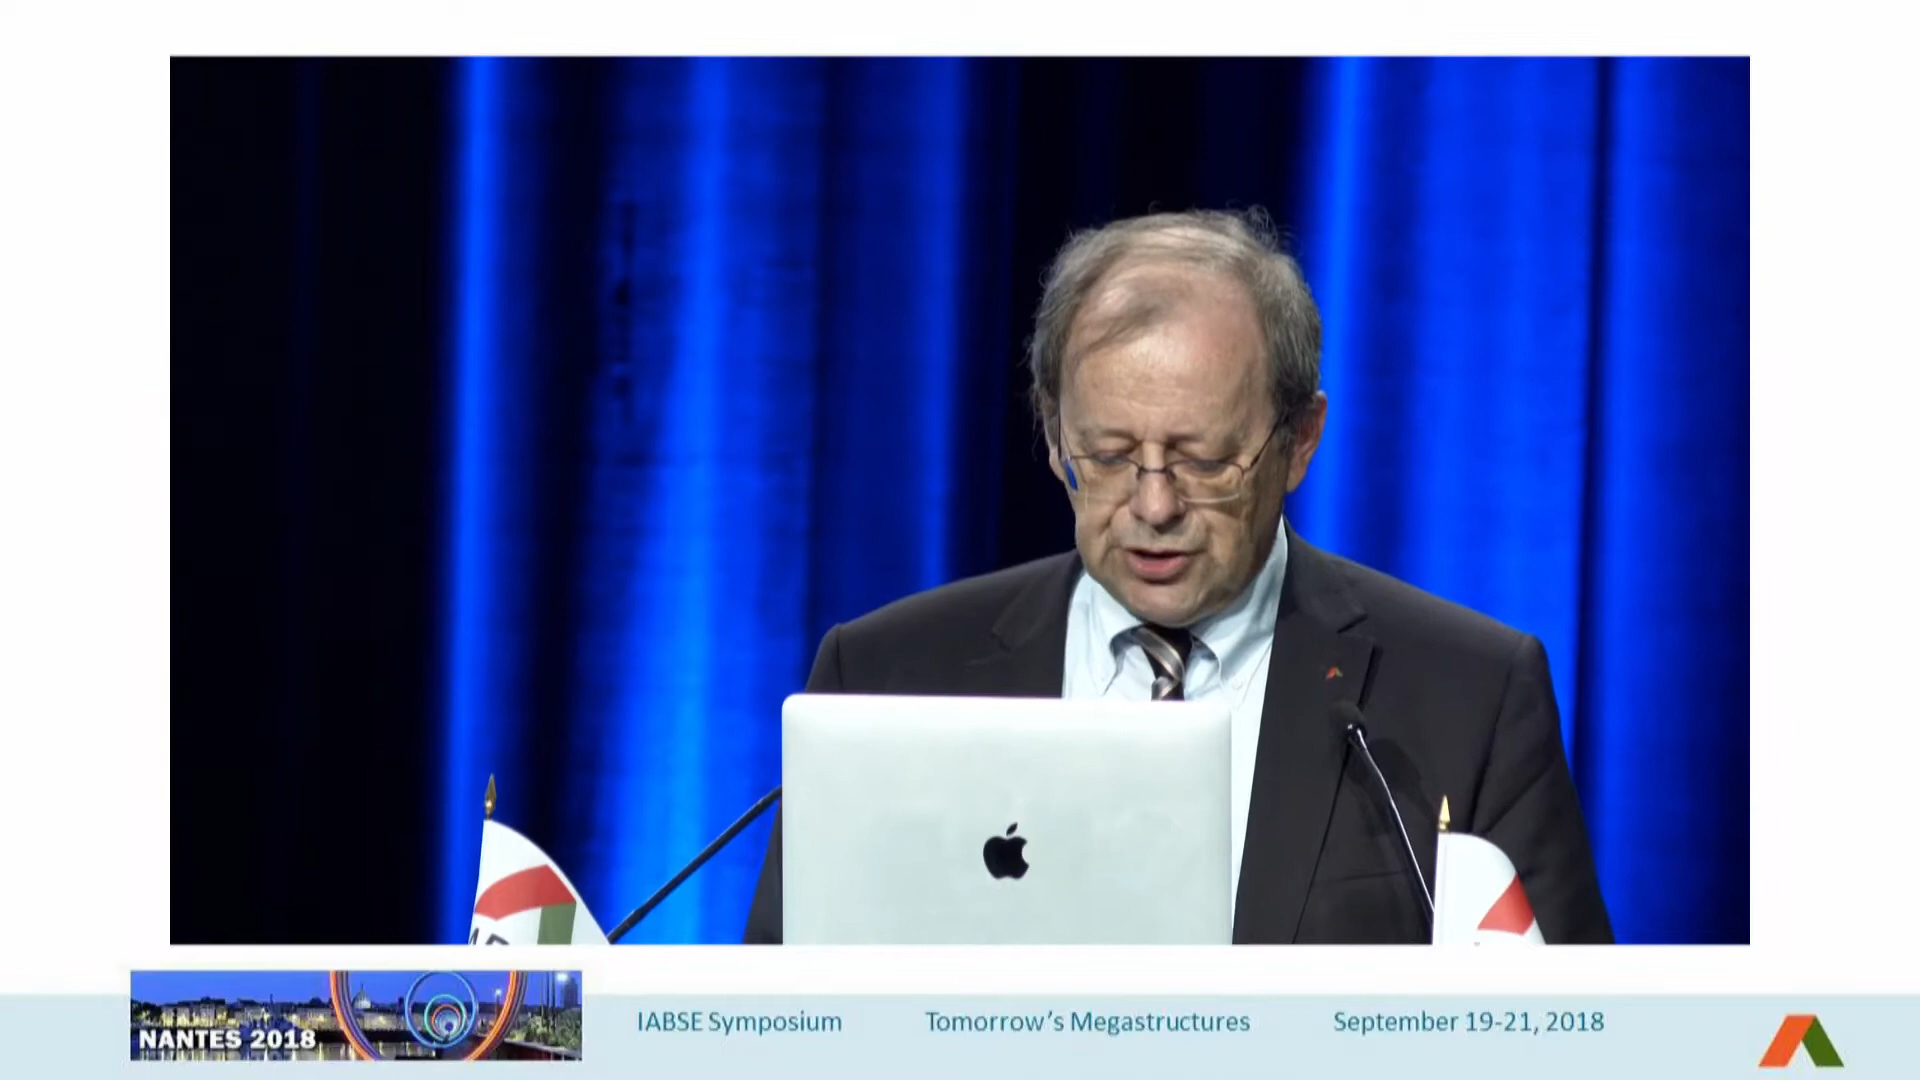 NANTES 2018
IABSE Symposium Tomorrow's Megastructures September 19-21, 2018